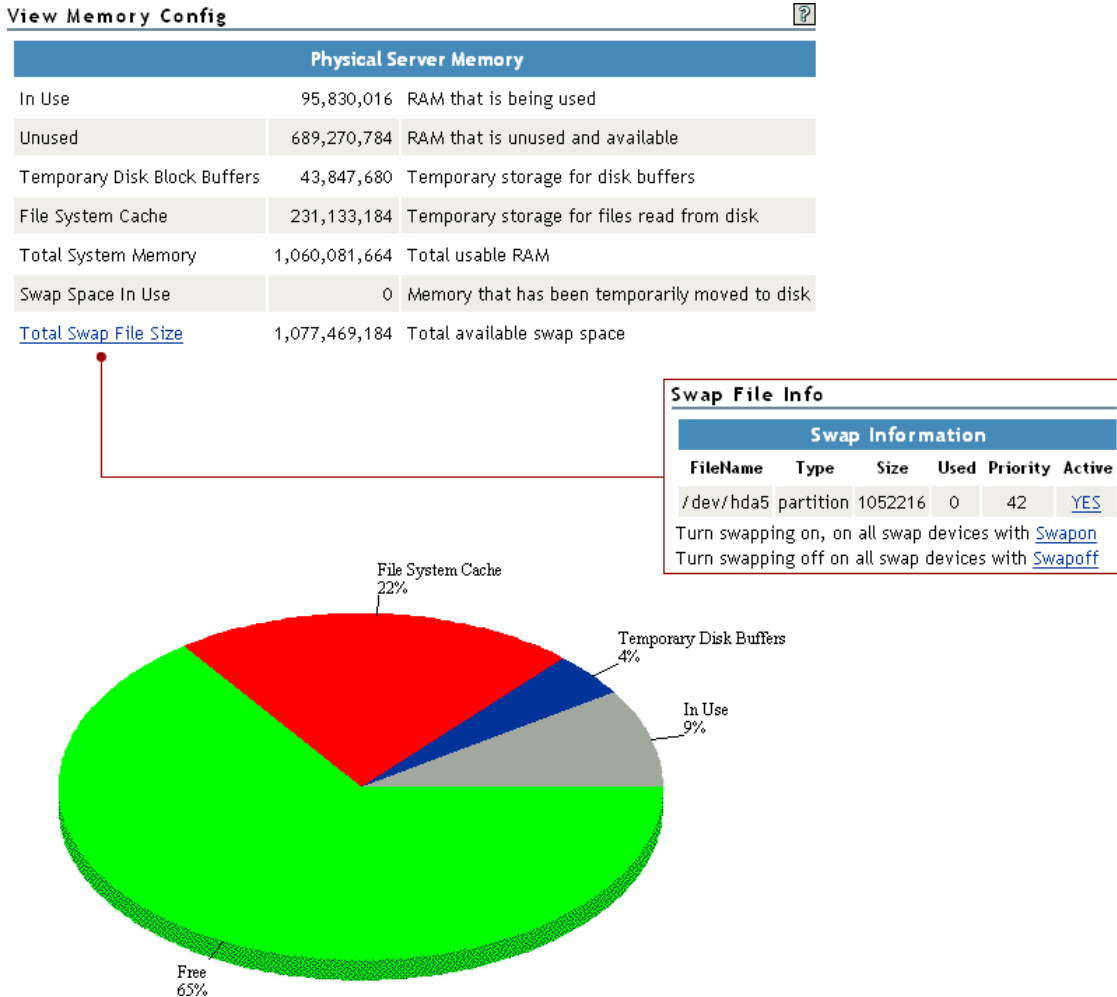 View Memory Config
?
Physical Server Memory
In Use 95,830,016 RAM that is being used
Unused 689,270,784 RAM that is unused and available
Temporary Disk Block Buffers 43,847,680 Temporary storage for disk buffers
File System Cache 231,133,184 Temporary storage for files read from disk
Total System Memory 1,060,081,664 Total usable RAM
Swap Space In Use 0 Memory that has been temporarily moved to disk
Total Swap File Size 1,077,469,184 Total available swap space
Swap File Info
Swap Information
FileName Type Size Used Priority Active
/dev/hda5 partition 1052216 0 42 YES
Turn swapping on, on all swap devices with Swapon
Turn swapping off on all swap devices with Swapoff
File System Cache
22%
Temporary Disk Buffers
4%
In Use
9%
Free
65%